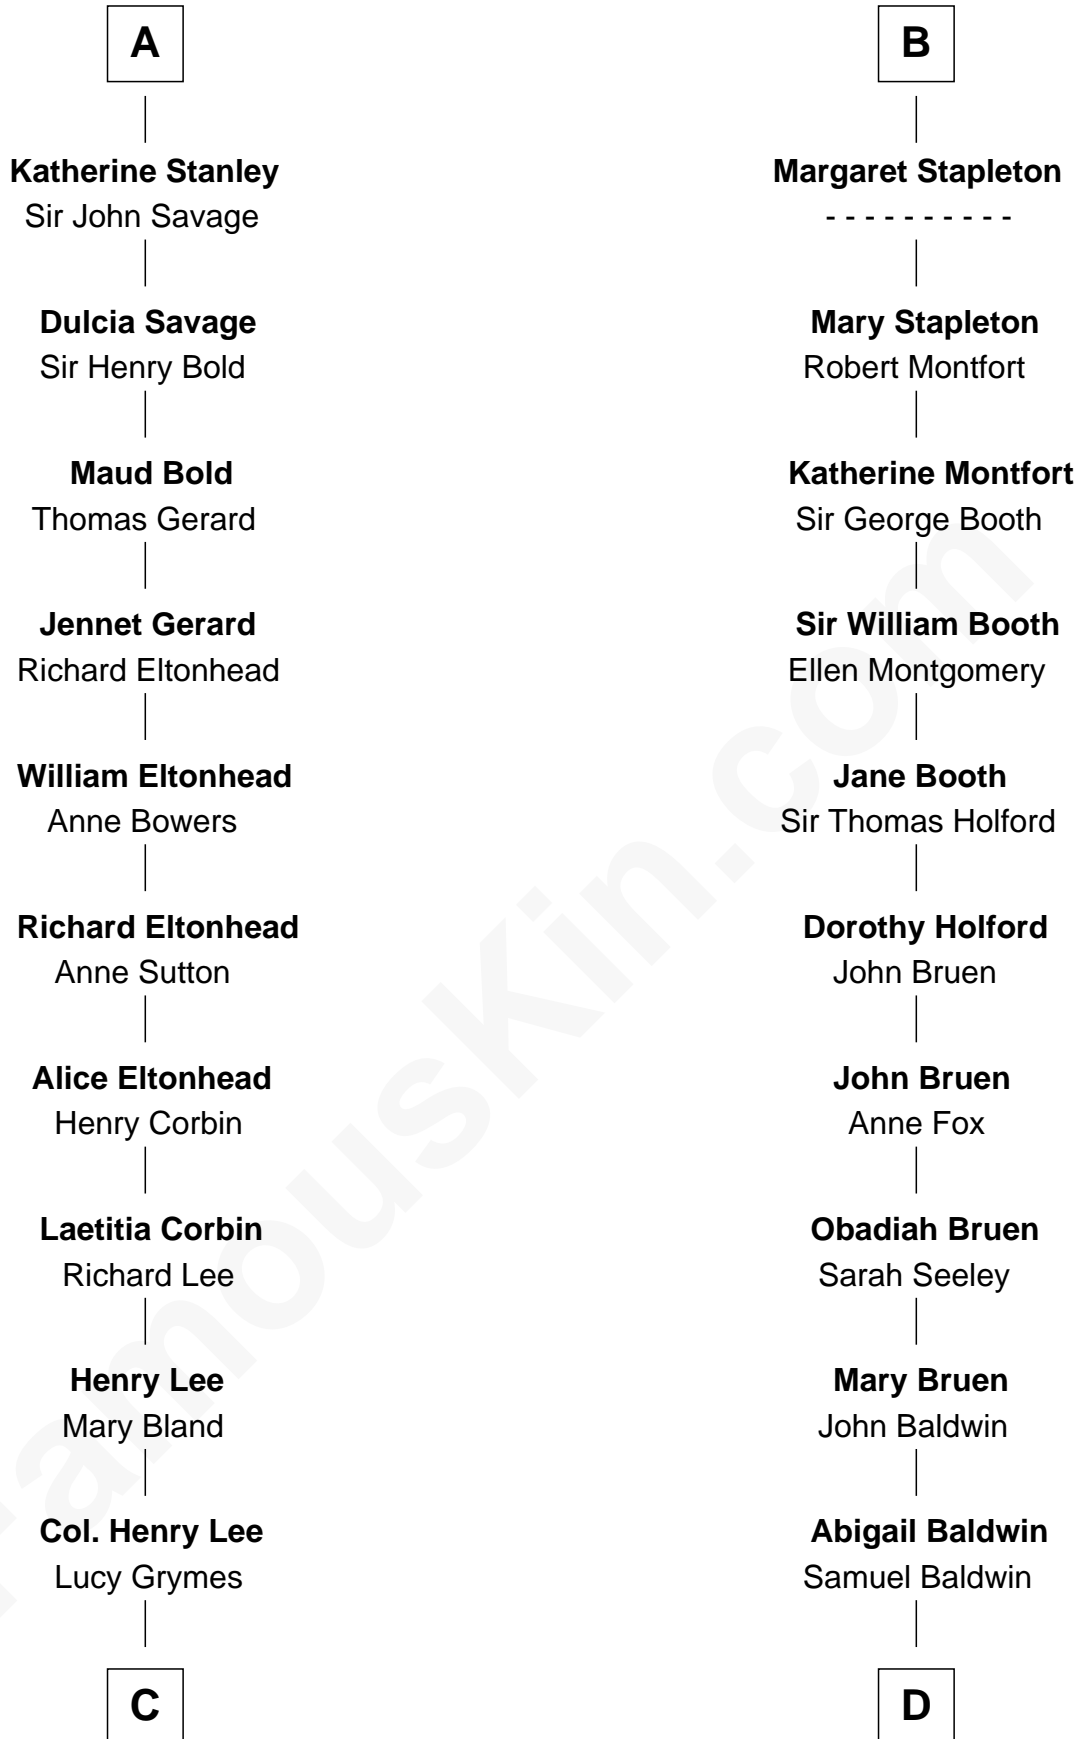 A
Katherine Stanley
Sir John Savage
Dulcia Savage
Sir Henry Bold
Maud Bold
Thomas Gerard
Jennet Gerard
Richard Eltonhead
William Eltonhead
Anne Bowers
Richard Eltonhead
Anne Sutton
Alice Eltonhead
Henry Corbin
Laetitia Corbin
Richard Lee
Henry Lee
Mary Bland
Col. Henry Lee
Lucy Grymes
C
B
Margaret Stapleton
- - - - - - - - - -
Mary Stapleton
Robert Montfort
Katherine Montfort
Sir George Booth
Sir William Booth
Ellen Montgomery
Jane Booth
Sir Thomas Holford
Dorothy Holford
John Bruen
John Bruen
Anne Fox
Obadiah Bruen
Sarah Seeley
Mary Bruen
John Baldwin
Abigail Baldwin
Samuel Baldwin
D
FamousKin.com